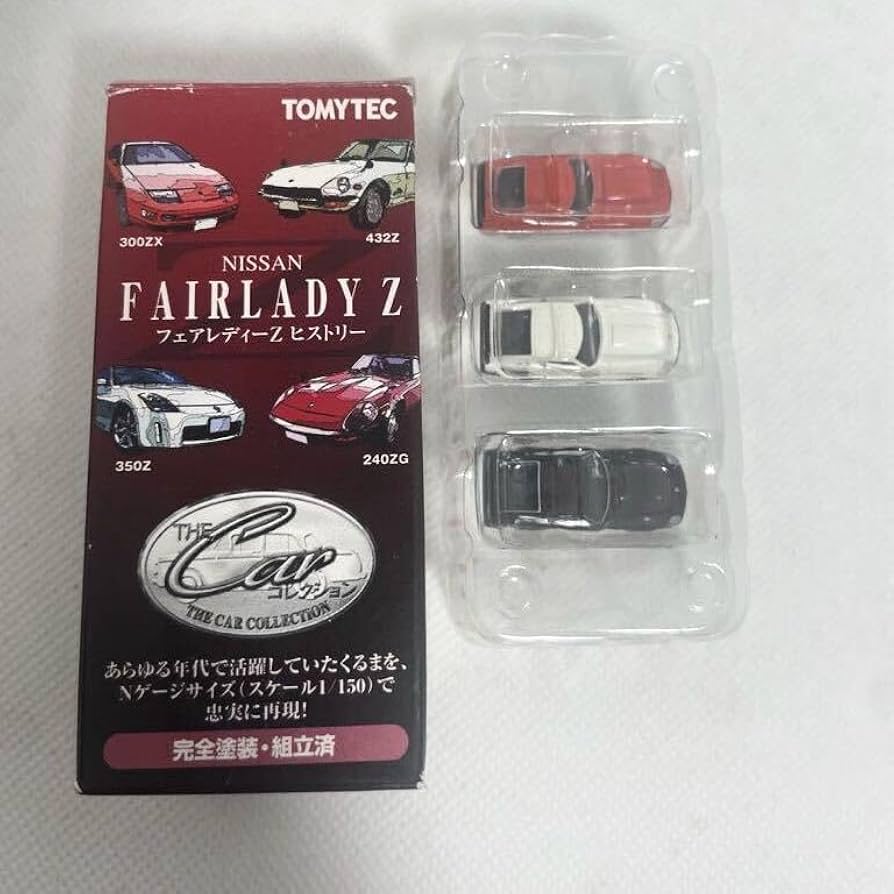 TOMYTEC
300ZX
432Z
NISSAN
FAIRLADY Z
フェアレディーZ ヒストリー
350Z
240ZG
THE
Car
コレクション
THE CAR COLLECTION
あらゆる年代で活躍していたくるまを、
Nゲージサイズ(スケール1/150)で
忠実に再現!
完全塗装・組立済